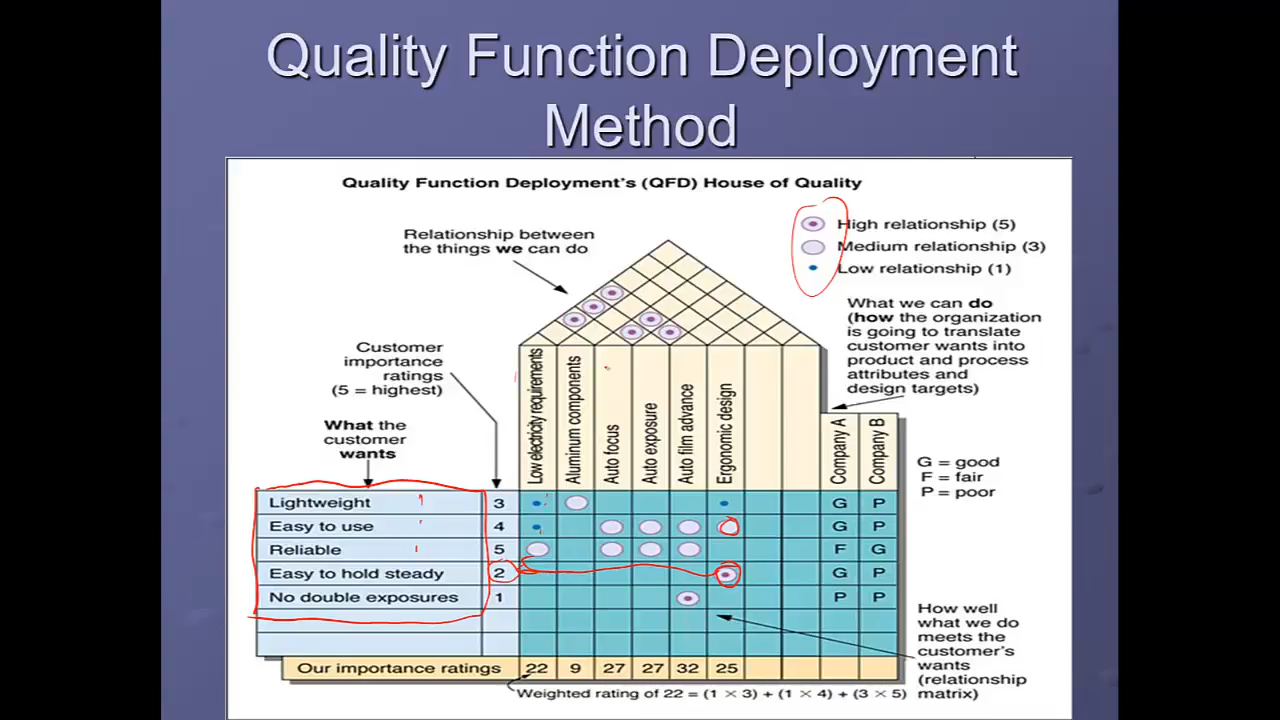 Quality Function Deployment
Method
Quality Function Deployment's (QFD) House of Quality
High relationship (5)
Medium relationship (3)
Low relationship (1)
Relationship between
the things we can do
What we can do
(how the organization
is going to translate
customer wants into
product and process
attributes and
design targets)
Customer
importance
ratings
(5 = highest)
What the
customer
wants
Low electricity requirements
Aluminum components
Auto focus
Auto exposure
Auto film advance
Ergonomic design
Company A
Company B
G = good
F = fair
P = poor
Lightweight 3 G P
Easy to use 4 G P
Reliable 5 F G
Easy to hold steady 2 G P
No double exposures 1 P P
How well
what we do
meets the
customer's
wants
(relationship
matrix)
Our importance ratings 22 9 27 27 32 25
Weighted rating of 22 = (1 × 3) + (1 × 4) + (3 × 5)